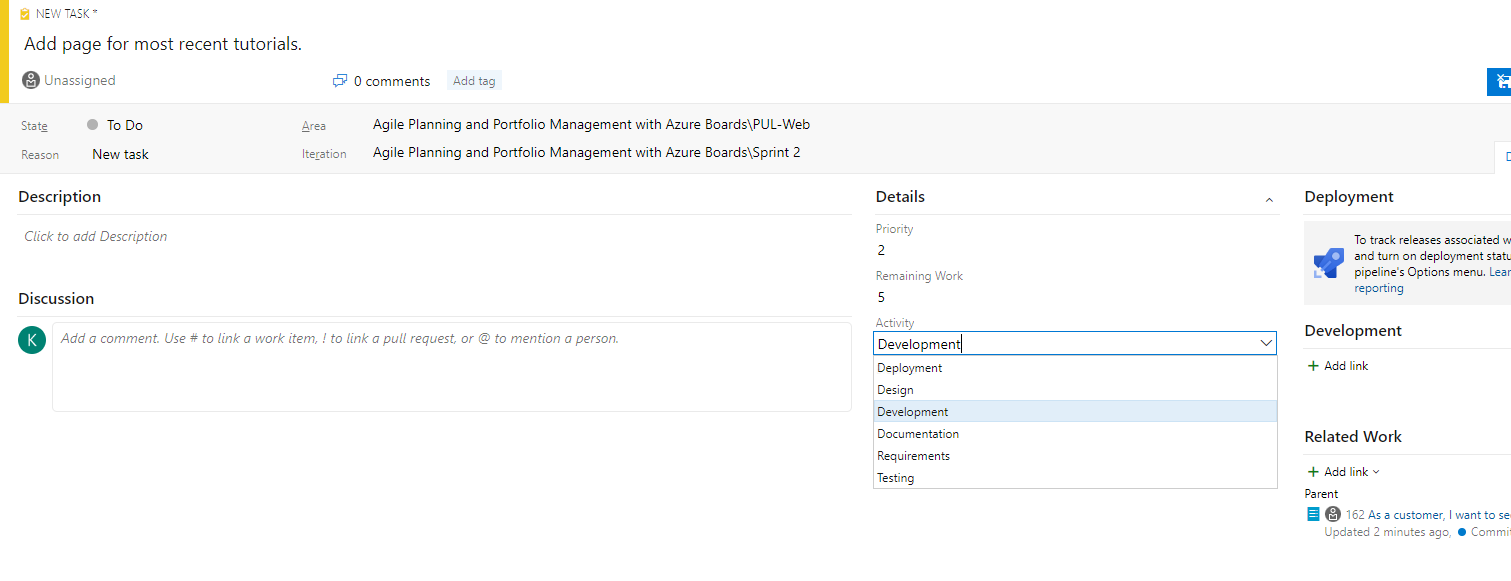 NEW TASK *
Add page for most recent tutorials.
Unassigned
0 comments
Add tag
State
To Do
Area
Agile Planning and Portfolio Management with Azure Boards\PUL-Web
Reason
New task
Iteration
Agile Planning and Portfolio Management with Azure Boards\Sprint 2
Description
Click to add Description
Discussion
K
Add a comment. Use # to link a work item, ! to link a pull request, or @ to mention a person.
Details
Priority
2
Remaining Work
5
Activity
Development
Deployment
Design
Development
Documentation
Requirements
Testing
Deployment
To track releases associated w
and turn on deployment statu
pipeline's Options menu. Lear
reporting
Development
+ Add link
Related Work
+ Add link
Parent
162 As a customer, I want to se
Updated 2 minutes ago, Commi